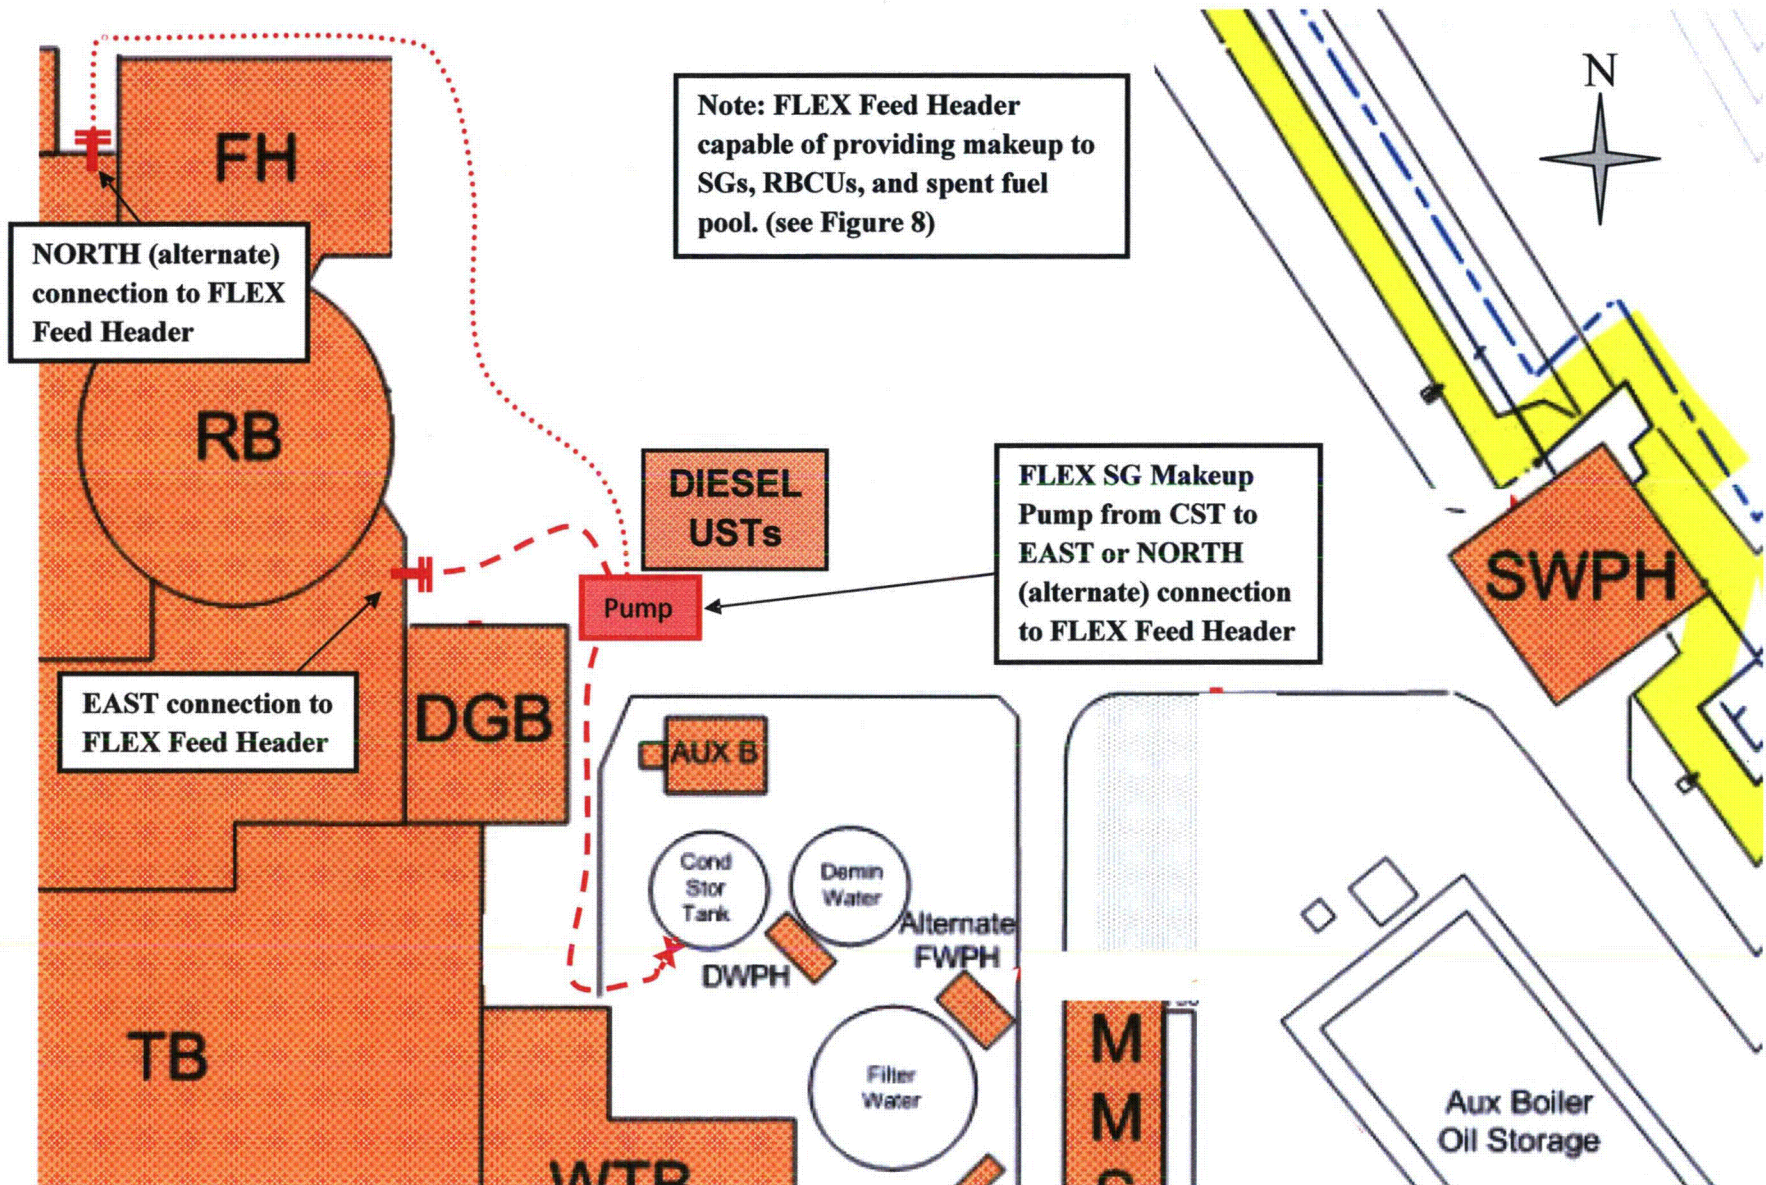 N
Note: FLEX Feed Header
capable of providing makeup to
SGs, RBCUs, and spent fuel
pool. (see Figure 8)
FH
NORTH (alternate)
connection to FLEX
Feed Header
RB
DIESEL
USTs
FLEX SG Makeup
Pump from CST to
EAST or NORTH
(alternate) connection
to FLEX Feed Header
SWPH
Pump
EAST connection to
FLEX Feed Header
DGB
AUX B
Cond
Stor
Tank
Demin
Water
Alternate
FWPH
DWPH
TB
Filter
Water
M
M
Aux Boiler
Oil Storage
WTB